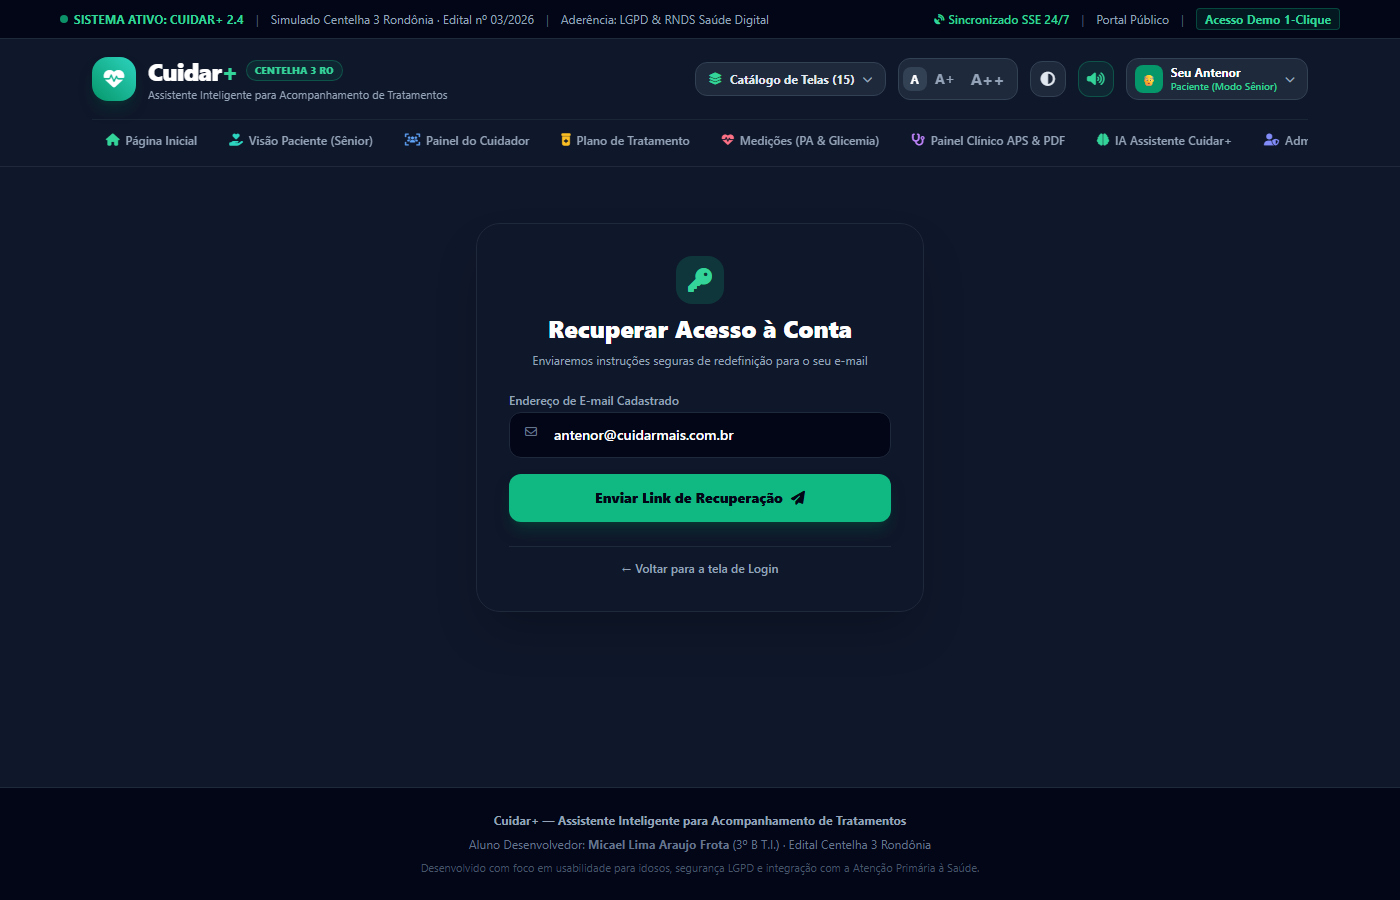 SISTEMA ATIVO: CUIDAR+ 2.4 | Simulado Centelha 3 Rondônia · Edital nº 03/2026 | Aderência: LGPD & RNDS Saúde Digital
Sincronizado SSE 24/7 | Portal Público | Acesso Demo 1-Clique
Cuidar+ CENTELHA 3 RO
Assistente Inteligente para Acompanhamento de Tratamentos
Catálogo de Telas (15)
A A+ A++
Seu Antenor
Paciente (Modo Sênior)
Página Inicial
Visão Paciente (Sênior)
Painel do Cuidador
Plano de Tratamento
Medições (PA & Glicemia)
Painel Clínico APS & PDF
IA Assistente Cuidar+
Adm
Recuperar Acesso à Conta
Enviaremos instruções seguras de redefinição para o seu e-mail
Endereço de E-mail Cadastrado
antenor@cuidarmais.com.br
Enviar Link de Recuperação
← Voltar para a tela de Login
Cuidar+ — Assistente Inteligente para Acompanhamento de Tratamentos
Aluno Desenvolvedor: Micael Lima Araujo Frota (3º B T.I.) · Edital Centelha 3 Rondônia
Desenvolvido com foco em usabilidade para idosos, segurança LGPD e integração com a Atenção Primária à Saúde.